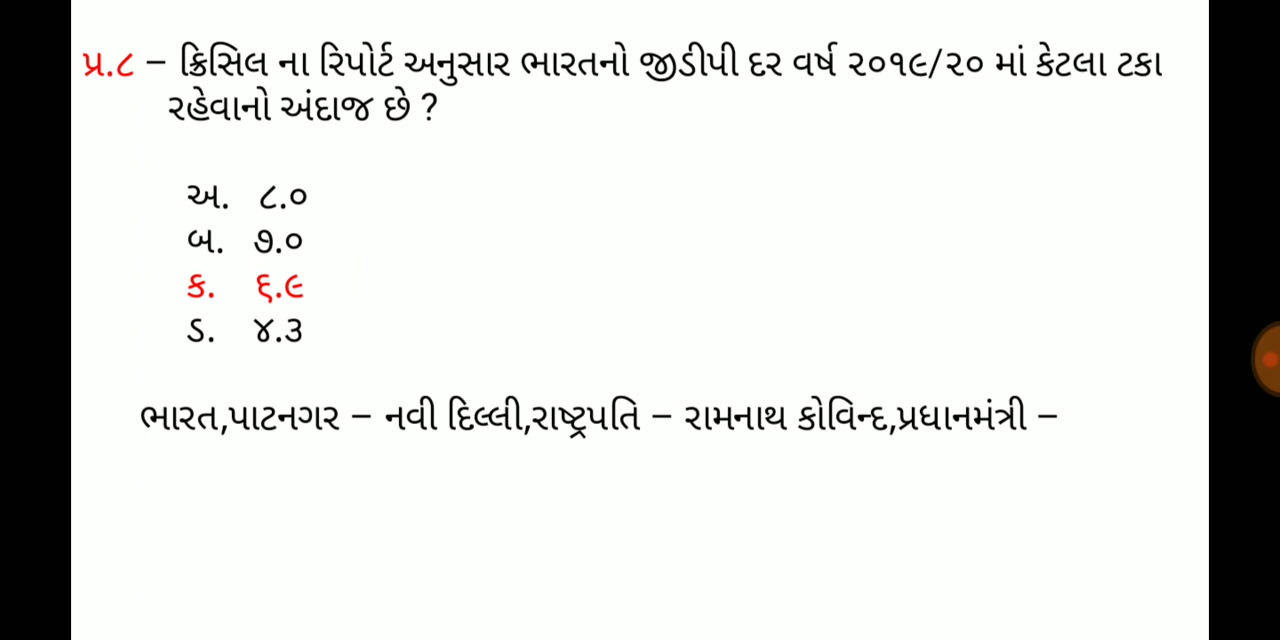 પ્ર.૮ – ક્રિસિલ ના રિપોર્ટ અનુસાર ભારતનો જીડીપી દર વર્ષ ૨૦૧૯/૨૦ માં કેટલા ટકા
રહેવાનો અંદાજ છે ?
અ. ૮.૦
બ. ૭.૦
ક. ૬.૯
ડ. ૪.૩
ભારત,પાટનગર – નવી દિલ્લી,રાષ્ટ્રપતિ – રામનાથ કોવિન્દ,પ્રધાનમંત્રી –